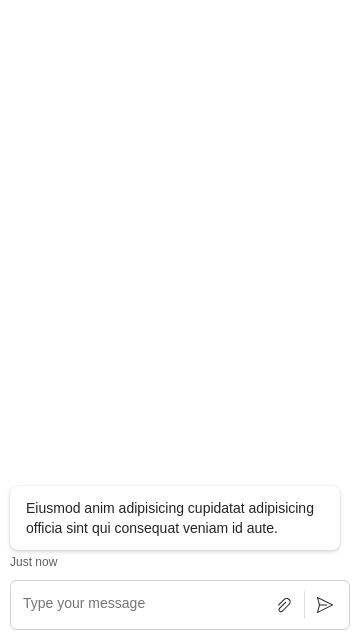 Eiusmod anim adipisicing cupidatat adipisicing
officia sint qui consequat veniam id aute.
Just now
Type your message